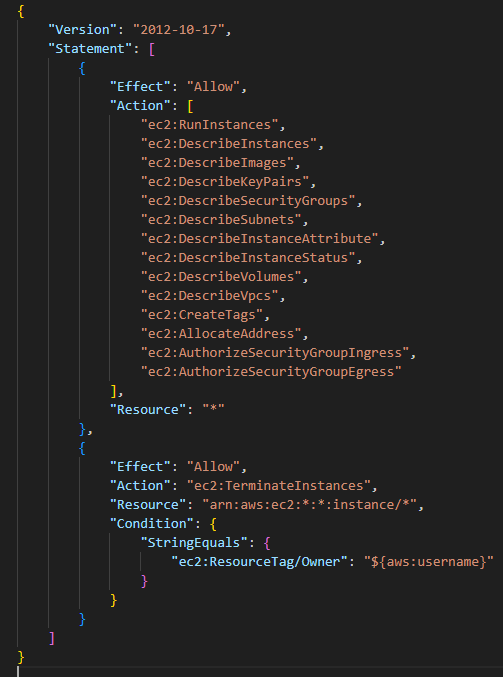 {
    "Version": "2012-10-17",
    "Statement": [
        {
            "Effect": "Allow",
            "Action": [
                "ec2:RunInstances",
                "ec2:DescribeInstances",
                "ec2:DescribeImages",
                "ec2:DescribeKeyPairs",
                "ec2:DescribeSecurityGroups",
                "ec2:DescribeSubnets",
                "ec2:DescribeInstanceAttribute",
                "ec2:DescribeInstanceStatus",
                "ec2:DescribeVolumes",
                "ec2:DescribeVpcs",
                "ec2:CreateTags",
                "ec2:AllocateAddress",
                "ec2:AuthorizeSecurityGroupIngress",
                "ec2:AuthorizeSecurityGroupEgress"
            ],
            "Resource": "*"
        },
        {
            "Effect": "Allow",
            "Action": "ec2:TerminateInstances",
            "Resource": "arn:aws:ec2:*:*:instance/*",
            "Condition": {
                "StringEquals": {
                    "ec2:ResourceTag/Owner": "${aws:username}"
                }
            }
        }
    ]
}